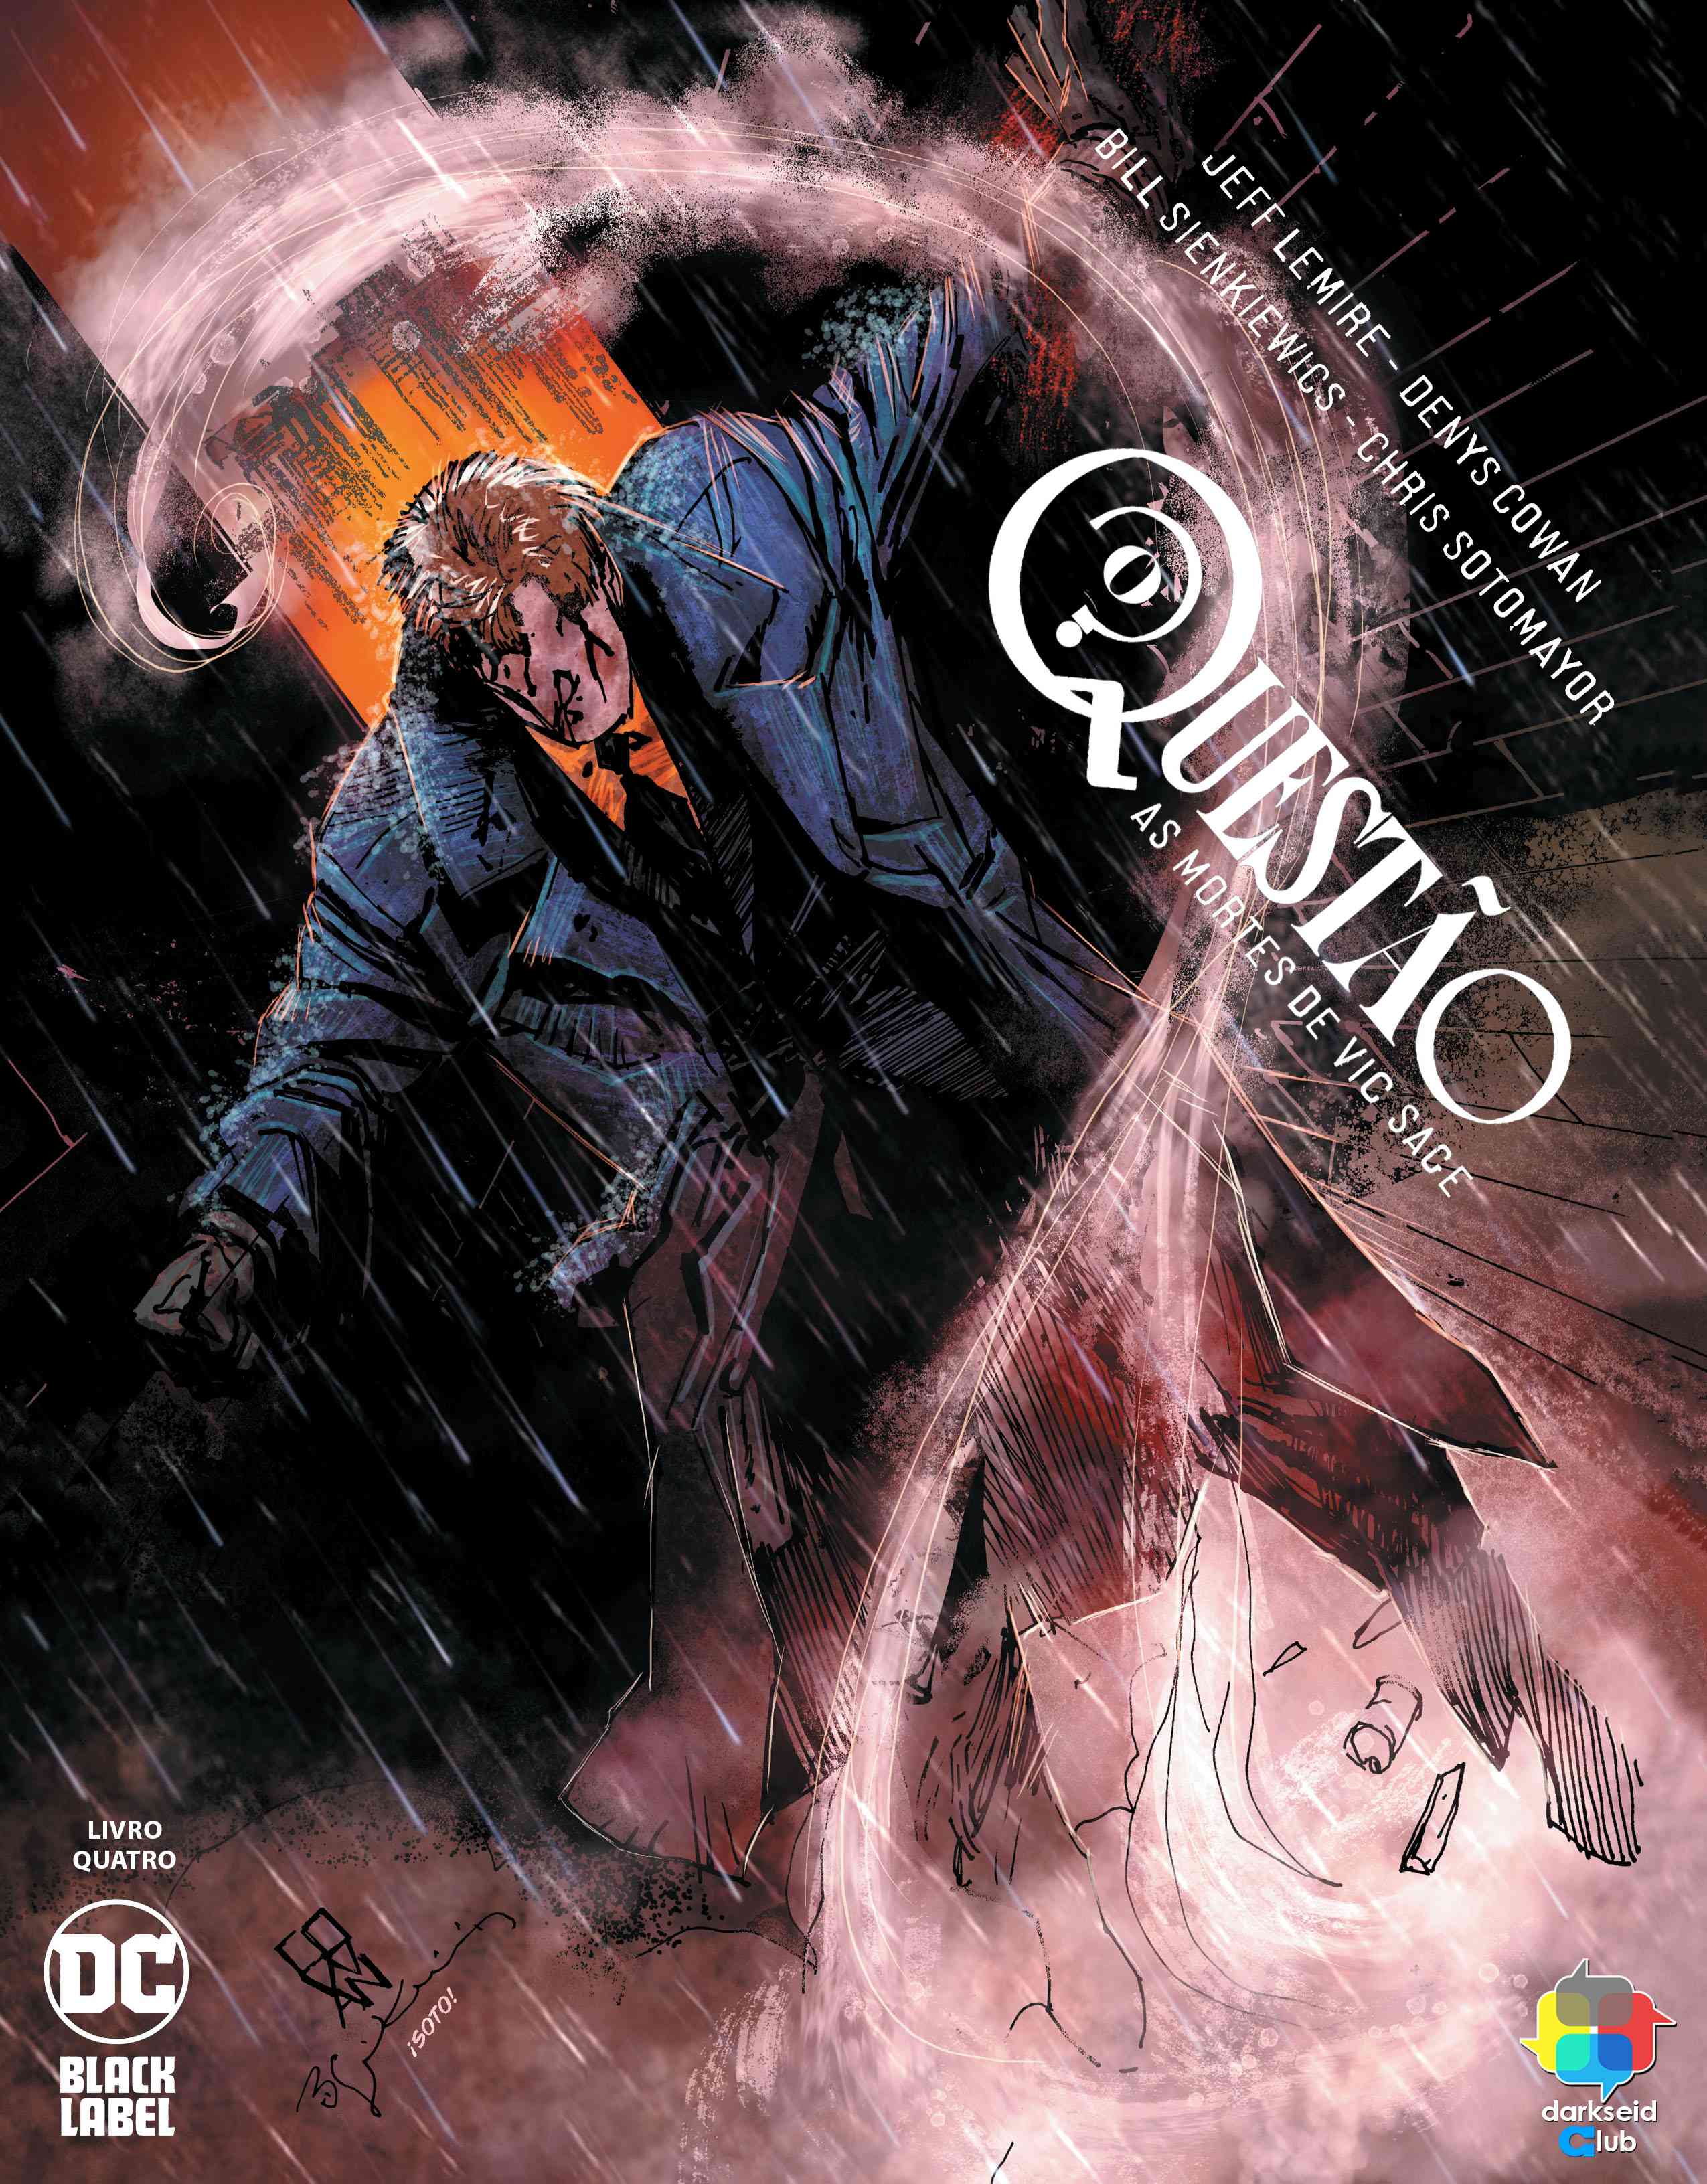 JEFF LEMIRE - DENYS COWAN
BILL SIENKIEWICS - CHRIS SOTOMAYOR
QUESTÃO
AS MORTES DE VIC SAGE
LIVRO
QUATRO
DC
BLACK
LABEL
COWAN
¡SOTO!
darkseid
Club